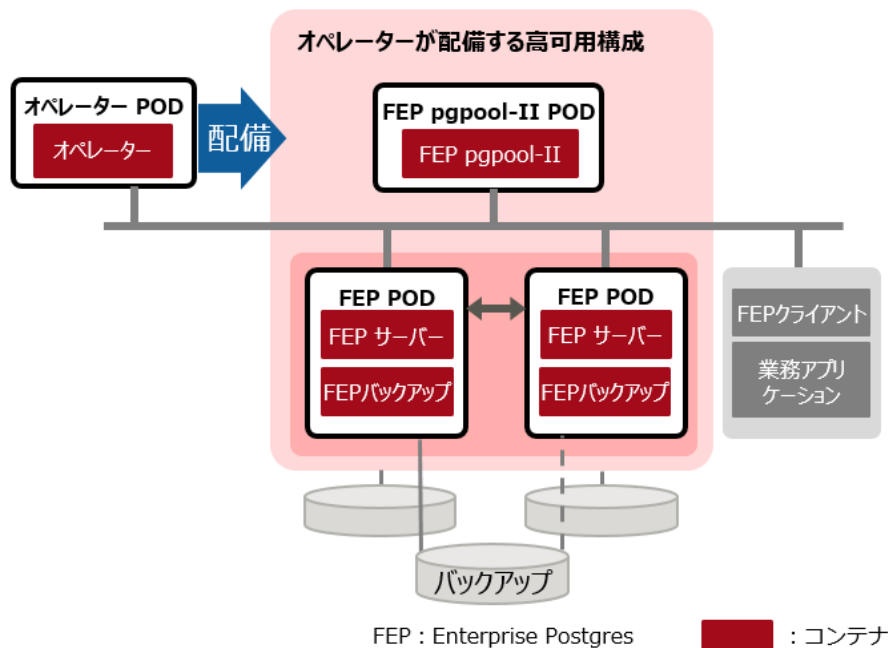 オペレーターが配備する高可用構成
オペレーター POD
オペレーター
配備
FEP pgpool-II POD
FEP pgpool-II
FEP POD
FEP サーバー
FEPバックアップ
FEP POD
FEP サーバー
FEPバックアップ
FEPクライアント
業務アプリ
ケーション
バックアップ
FEP : Enterprise Postgres
: コンテナ